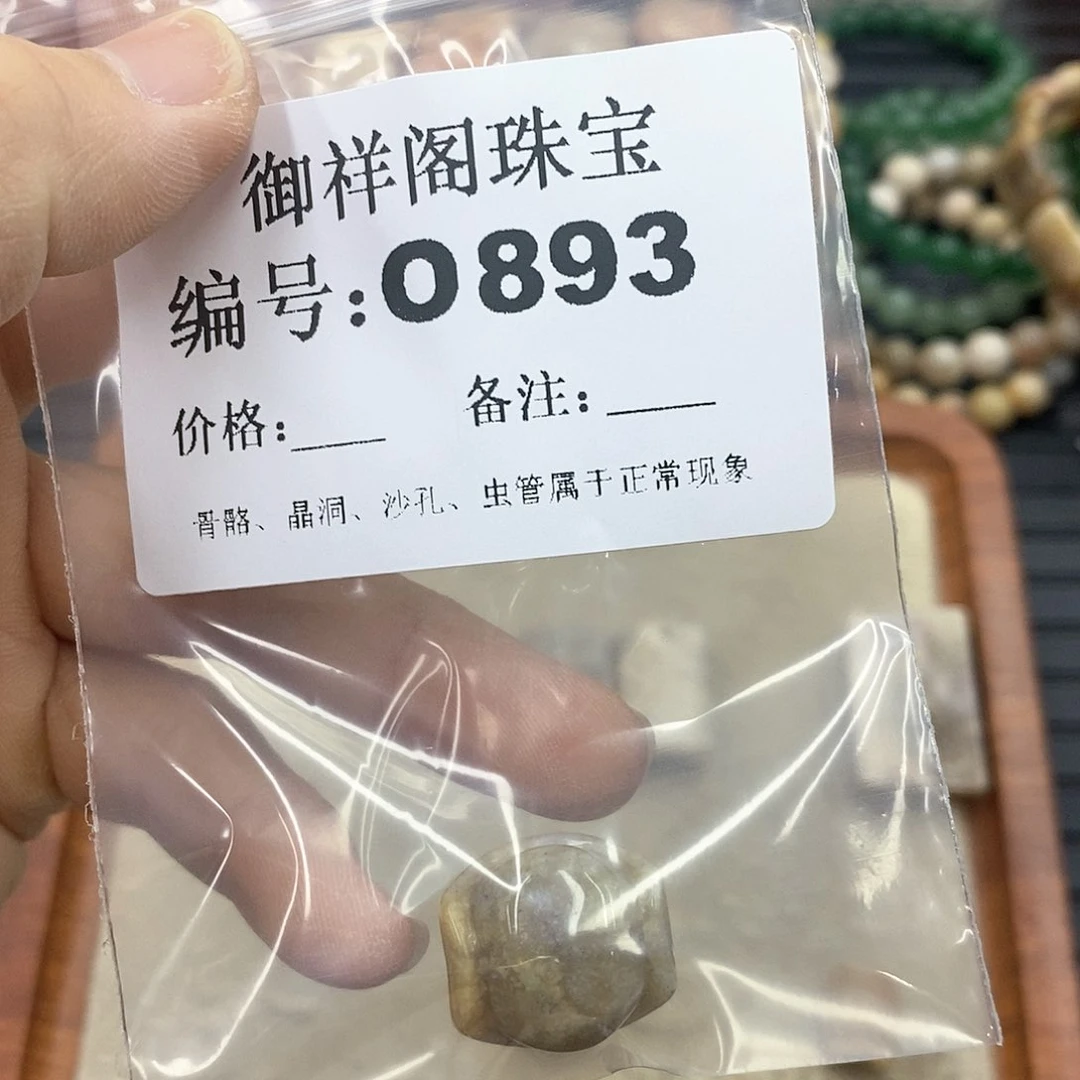 御祥阁珠宝
编号:0893
价格:____ 备注:____
骨骼、晶洞、沙孔、虫管属于正常现象